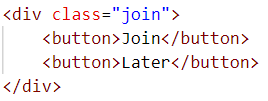 <div class="join">
    <button>Join</button>
    <button>Later</button>
</div>